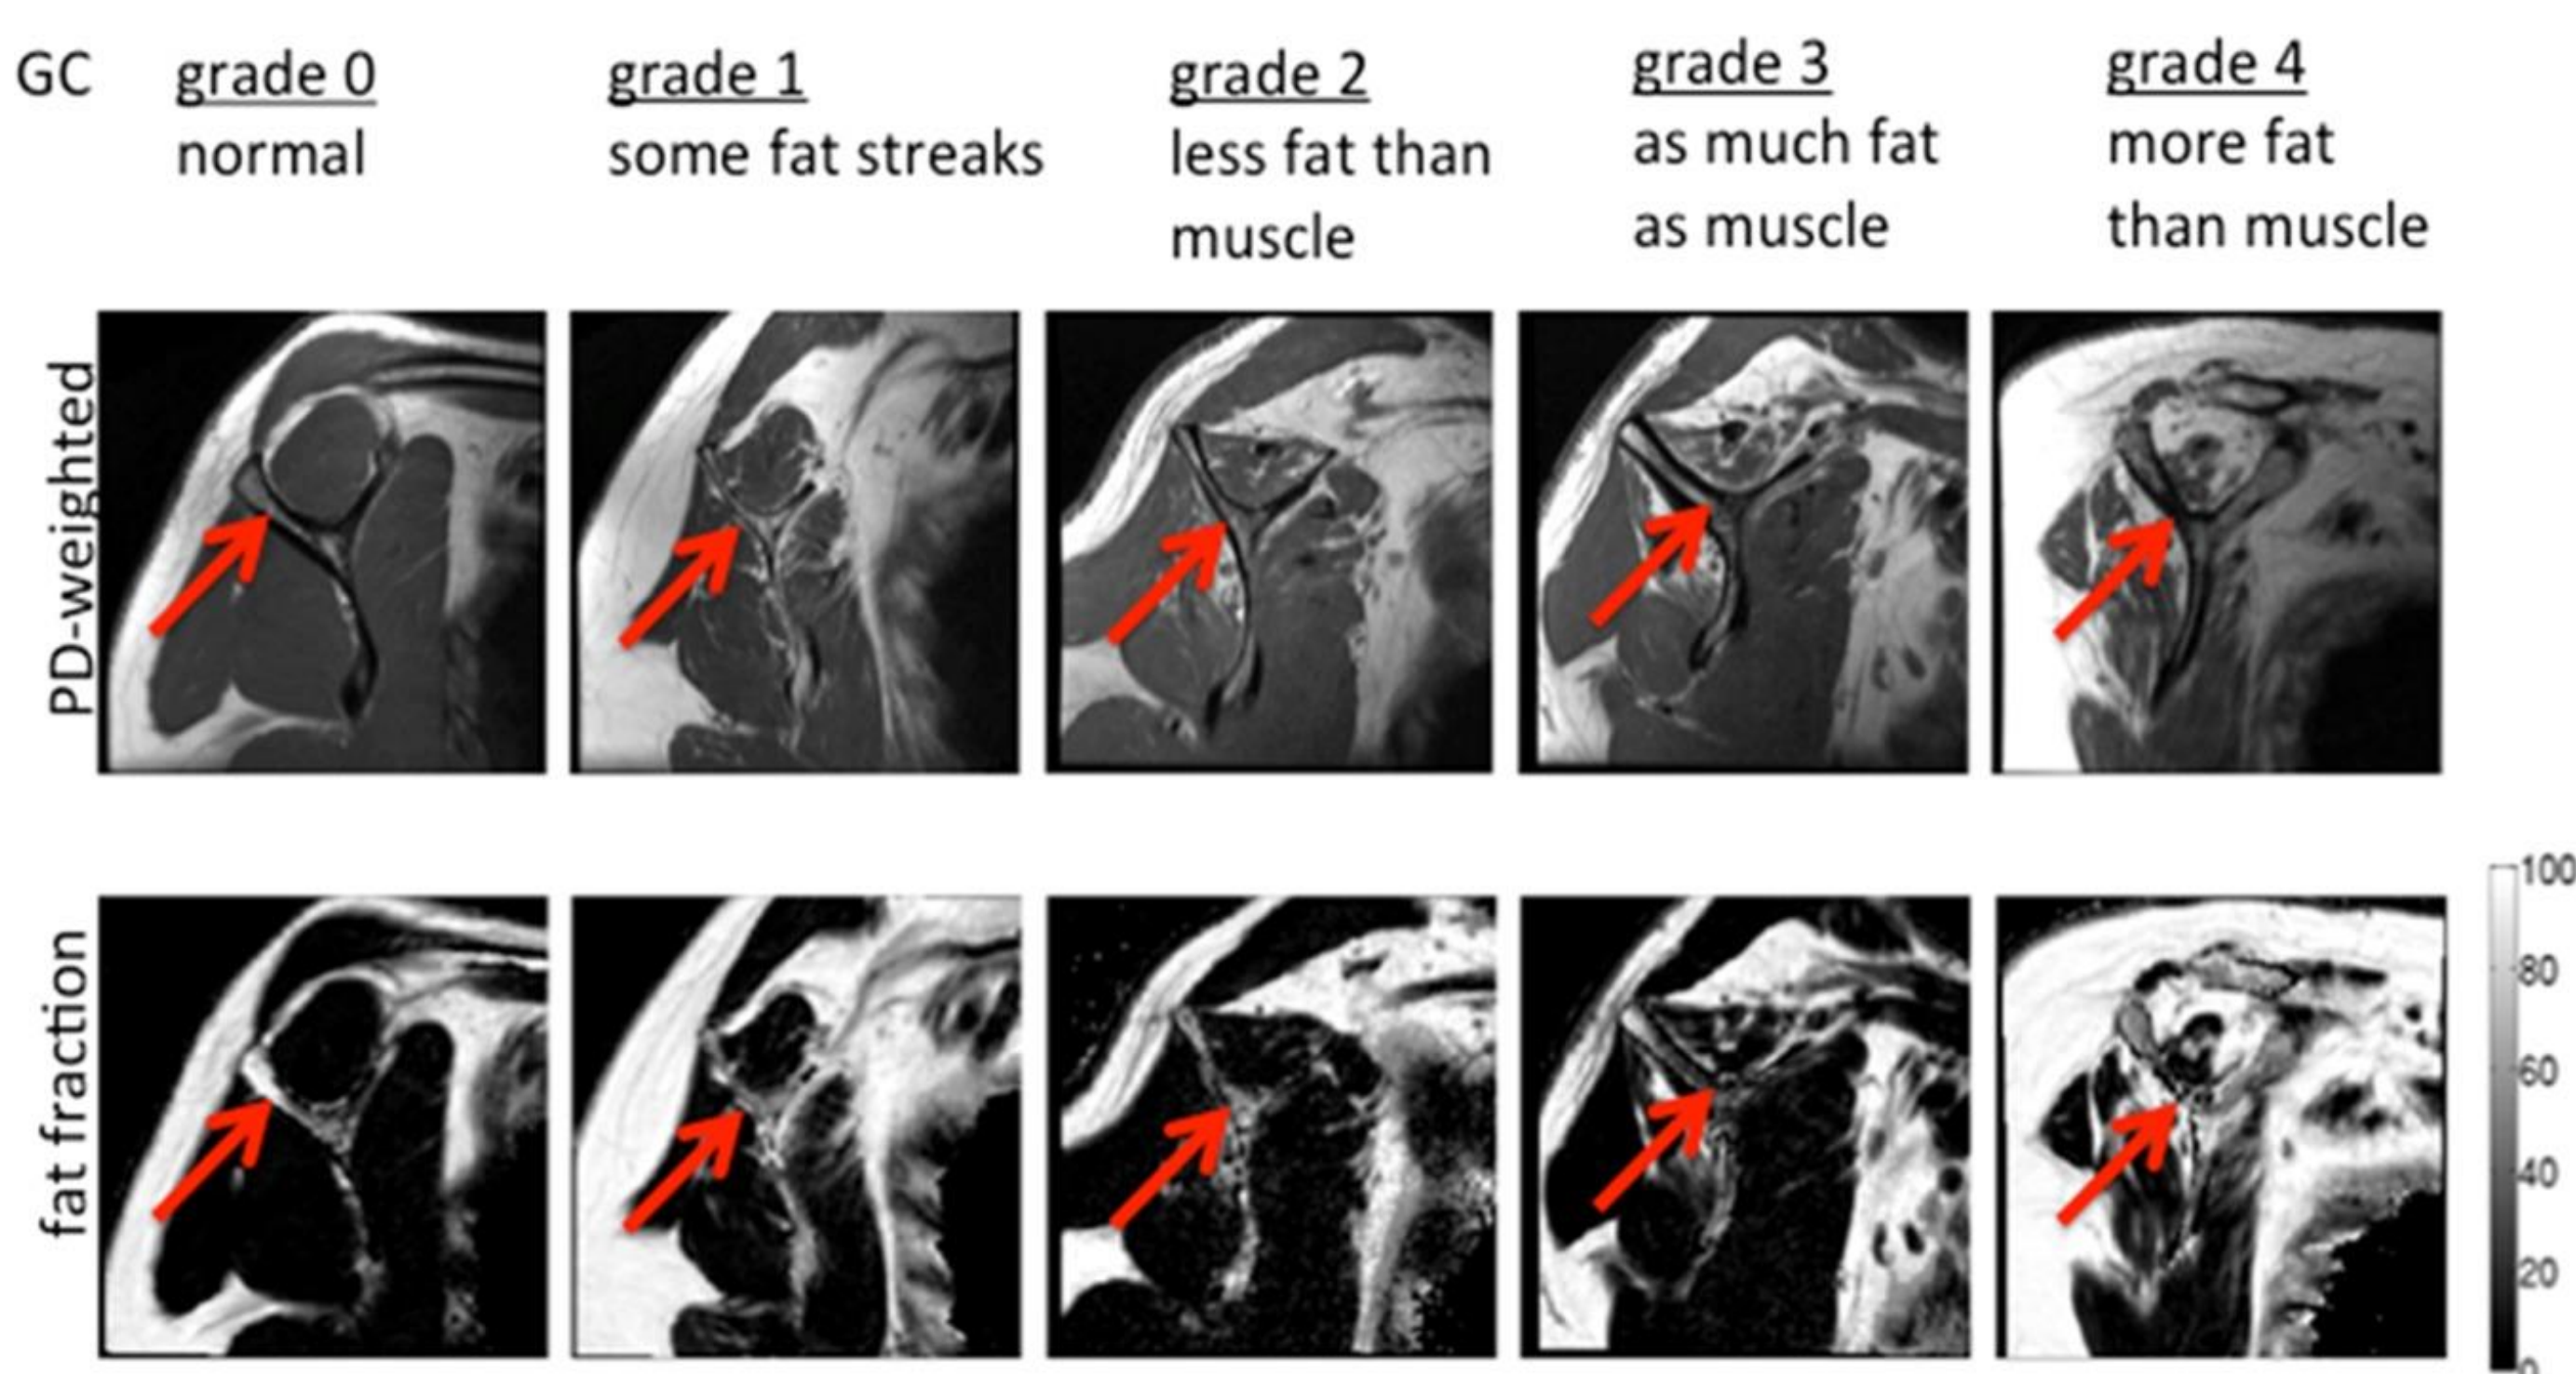 GC
grade 0
normal
grade 1
some fat streaks
grade 2
less fat than
muscle
grade 3
as much fat
as muscle
grade 4
more fat
than muscle
PD-weighted
fat fraction
100
80
60
40
20
0